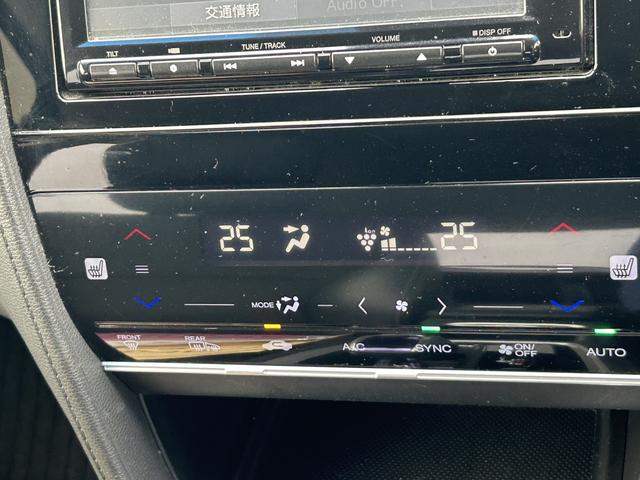 交通情報
Audio OFF.
TILT
TUNE / TRACK
VOLUME
DISP OFF
25
ion
25
MODE
FRONT
REAR
A/C
SYNC
ON/
OFF
AUTO